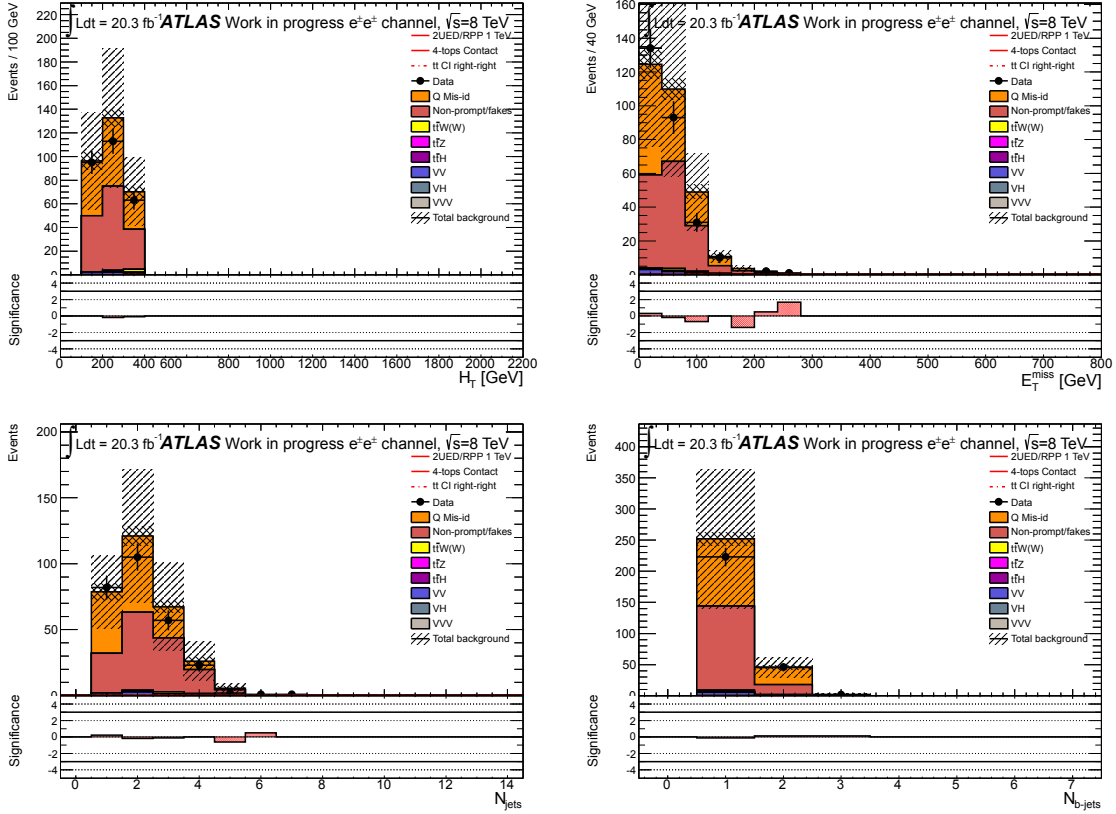 ∫ Ldt = 20.3 fb⁻¹ ATLAS Work in progress e±e± channel, √s=8 TeV
Events / 100 GeV
220
200
180
160
140
120
100
80
60
40
20
0
2UED/RPP 1 TeV
4-tops Contact
tt CI right-right
Data
Q Mis-id
Non-prompt/fakes
tt̄W(W)
tt̄Z
tt̄H
VV
VH
VVV
Total background
Significance
4
2
0
-2
-4
0 200 400 600 800 1000 1200 1400 1600 1800 2000 2200
H_T [GeV]
∫ Ldt = 20.3 fb⁻¹ ATLAS Work in progress e±e± channel, √s=8 TeV
Events / 40 GeV
160
140
120
100
80
60
40
20
2UED/RPP 1 TeV
4-tops Contact
tt CI right-right
Data
Q Mis-id
Non-prompt/fakes
tt̄W(W)
tt̄Z
tt̄H
VV
VH
VVV
Total background
Significance
4
2
0
-2
-4
0 100 200 300 400 500 600 700 800
E_T^miss [GeV]
∫ Ldt = 20.3 fb⁻¹ ATLAS Work in progress e±e± channel, √s=8 TeV
Events
200
150
100
50
2UED/RPP 1 TeV
4-tops Contact
tt CI right-right
Data
Q Mis-id
Non-prompt/fakes
tt̄W(W)
tt̄Z
tt̄H
VV
VH
VVV
Total background
Significance
4
2
0
-2
-4
0 2 4 6 8 10 12 14
N_jets
∫ Ldt = 20.3 fb⁻¹ ATLAS Work in progress e±e± channel, √s=8 TeV
Events
400
350
300
250
200
150
100
50
0
2UED/RPP 1 TeV
4-tops Contact
tt CI right-right
Data
Q Mis-id
Non-prompt/fakes
tt̄W(W)
tt̄Z
tt̄H
VV
VH
VVV
Total background
Significance
4
2
0
-2
-4
0 1 2 3 4 5 6 7
N_b-jets